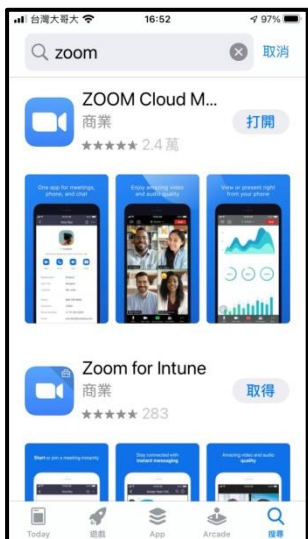 台灣大哥大 16:52 97%
zoom 取消
ZOOM Cloud M...
商業
打開
2.4 萬
One app for meetings,
phone, and chat
Enjoy amazing video
and audio quality
View or present right
from your phone
Zoom for Intune
商業
取得
283
Start or join a meeting instantly
Stay connected with
instant messaging
Amazing video and audio
quality
Today 遊戲 App Arcade 搜尋